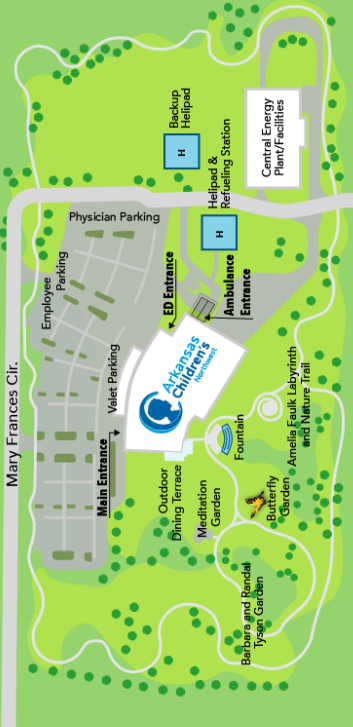 Mary Frances Cir.
Employee
Parking
Physician Parking
Valet Parking
Main Entrance
ED Entrance
Ambulance
Entrance
Backup
Helipad
H
Helipad &
Refueling Station
H
Central Energy
Plant/Facilities
Arkansas
Children's
Northwest
Outdoor
Dining Terrace
Meditation
Garden
Fountain
Butterfly
Garden
Amelia Faulk Labyrinth
and Nature Trail
Barbara and Randal
Tyson Garden